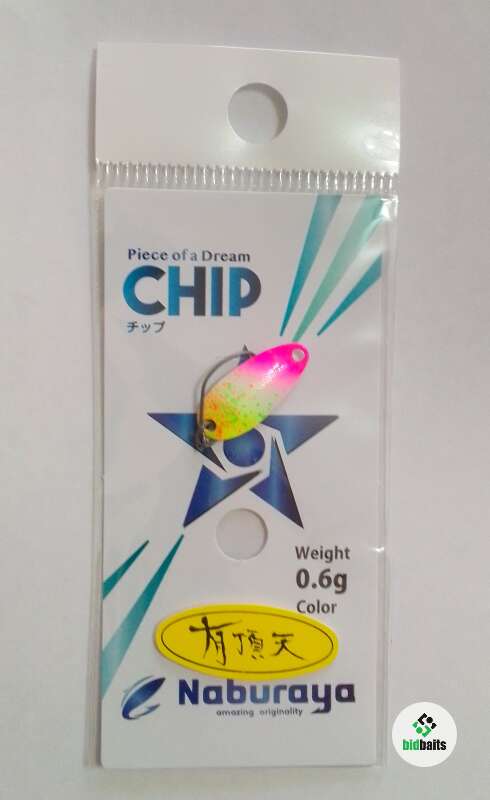 Piece of a Dream
CHIP
チップ
Weight
0.6g
Color
有頂天
Naburaya
amazing originality
bidbaits